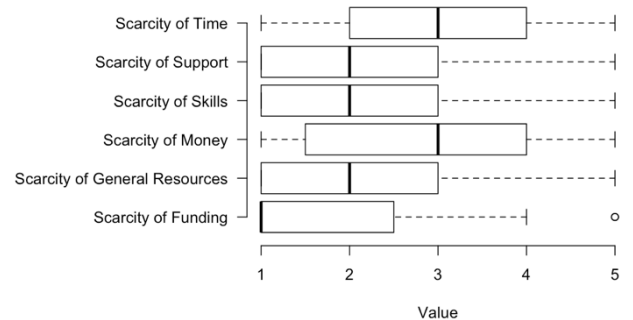 Scarcity of Time
Scarcity of Support
Scarcity of Skills
Scarcity of Money
Scarcity of General Resources
Scarcity of Funding
1 2 3 4 5
Value